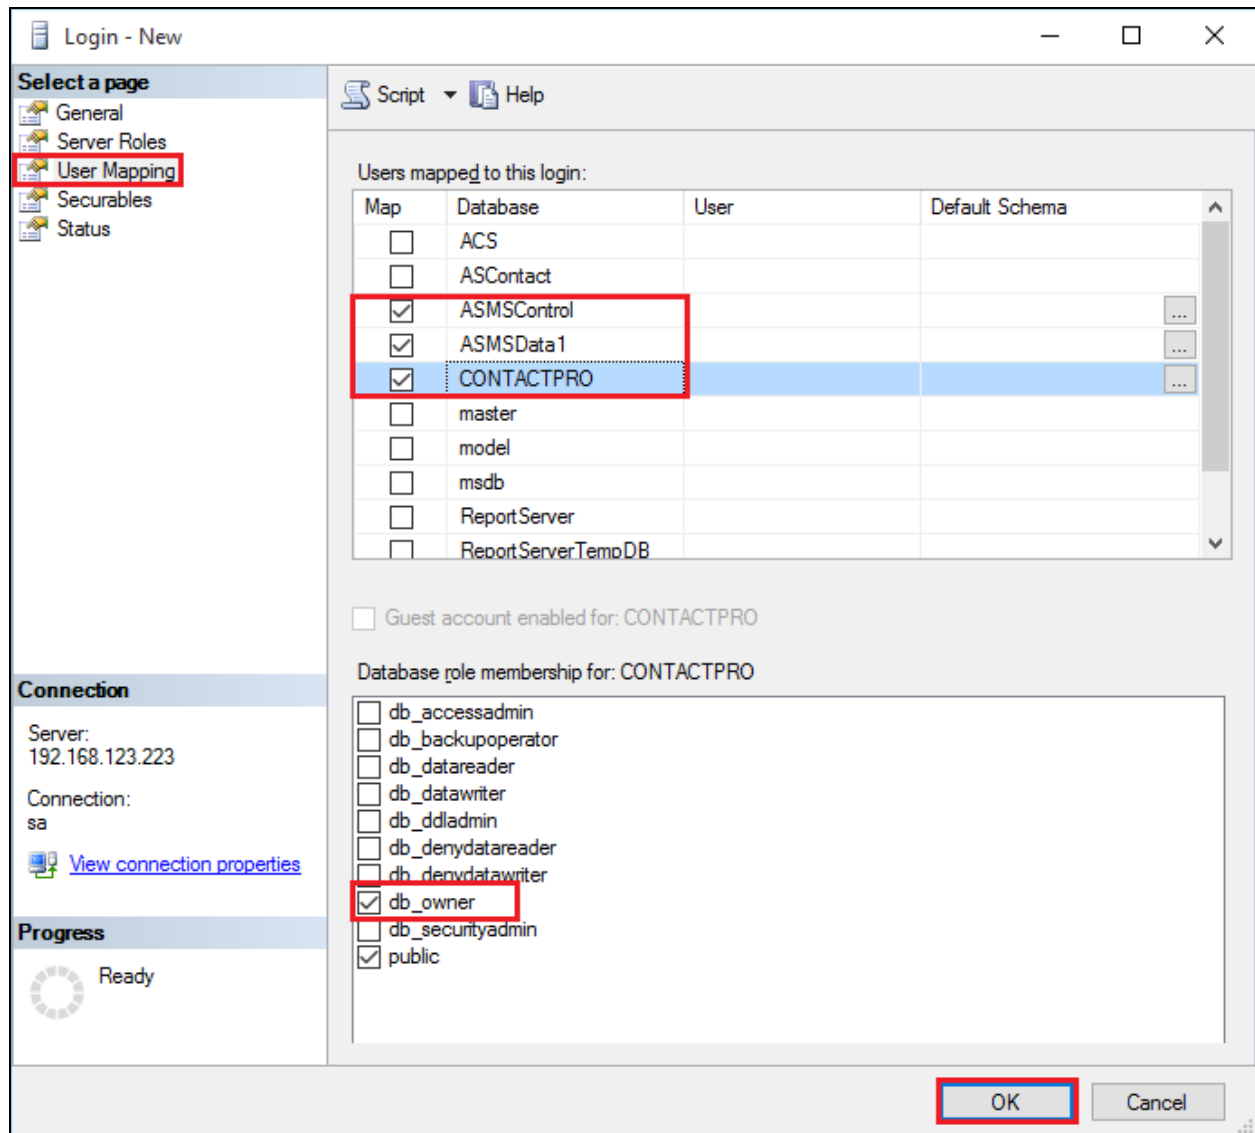 Login - New
Select a page
General
Server Roles
User Mapping
Securables
Status
Script Help
Users mapped to this login:
Map Database User Default Schema
ACS
ASContact
ASMSControl ...
ASMSData1 ...
CONTACTPRO ...
master
model
msdb
ReportServer
ReportServerTempDB
Guest account enabled for: CONTACTPRO
Database role membership for: CONTACTPRO
db_accessadmin
db_backupoperator
db_datareader
db_datawriter
db_ddladmin
db_denydatareader
db_denydatawriter
db_owner
db_securityadmin
public
Connection
Server:
192.168.123.223
Connection:
sa
View connection properties
Progress
Ready
OK Cancel